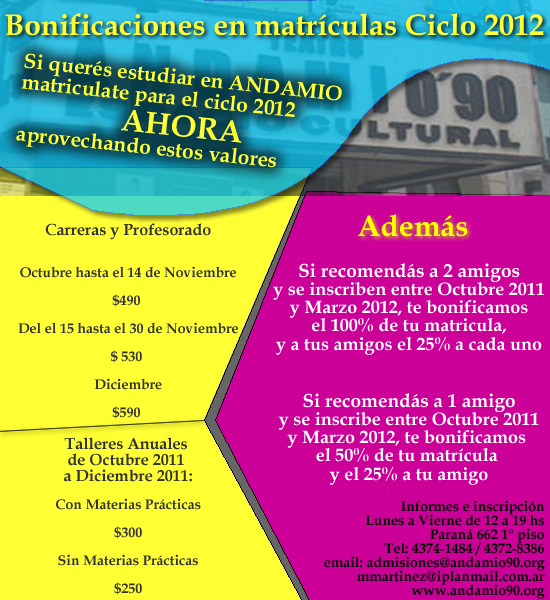 Bonificaciones en matrículas Ciclo 2012
Si querés estudiar en ANDAMIO
matriculate para el ciclo 2012
AHORA
aprovechando estos valores
TEATRO
ANDAMIO'90
CULTURAL
Carreras y Profesorado
Octubre hasta el 14 de Noviembre
$490
Del el 15 hasta el 30 de Noviembre
$ 530
Diciembre
$590
Talleres Anuales
de Octubre 2011
a Diciembre 2011:
Con Materias Prácticas
$300
Sin Materias Prácticas
$250
Además
Si recomendás a 2 amigos
y se inscriben entre Octubre 2011
y Marzo 2012, te bonificamos
el 100% de tu matricula,
y a tus amigos el 25% a cada uno
Si recomendás a 1 amigo
y se inscribe entre Octubre 2011
y Marzo 2012, te bonificamos
el 50% de tu matrícula
y el 25% a tu amigo
Informes e inscripción
Lunes a Vierne de 12 a 19 hs
Paraná 662 1° piso
Tel: 4374-1484 / 4372-8386
email: admisiones@andamio90.org
mmartinez@iplanmail.com.ar
www.andamio90.org